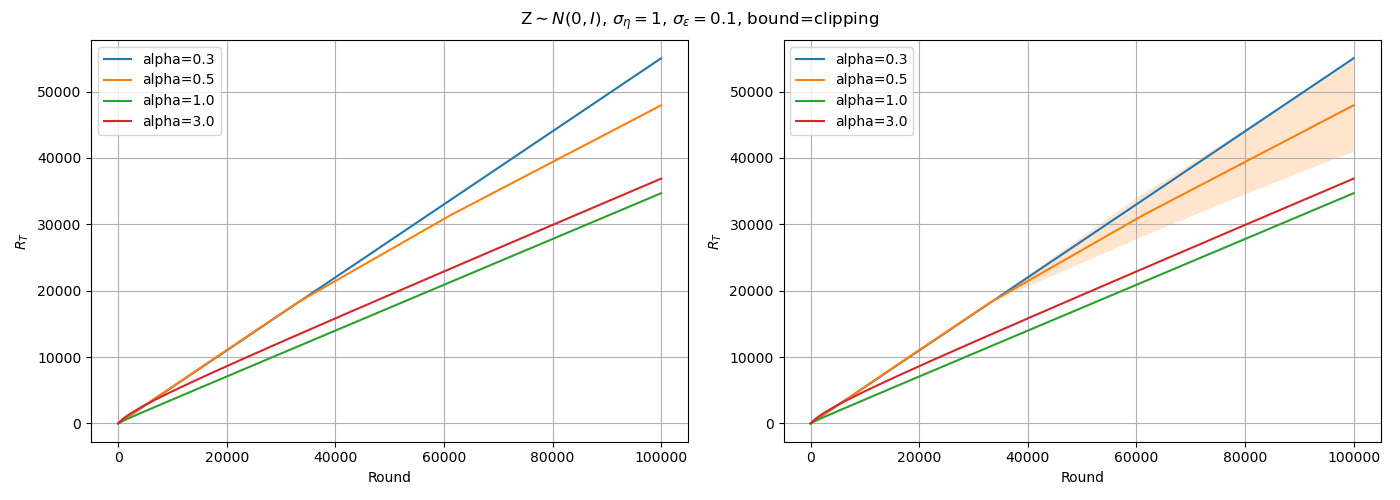 Z ∼ N(0, I), σ_η = 1, σ_ε = 0.1, bound=clipping
alpha=0.3
alpha=0.5
alpha=1.0
alpha=3.0
50000
40000
30000
20000
10000
0
R_T
0 20000 40000 60000 80000 100000
Round
alpha=0.3
alpha=0.5
alpha=1.0
alpha=3.0
50000
40000
30000
20000
10000
0
R_T
0 20000 40000 60000 80000 100000
Round